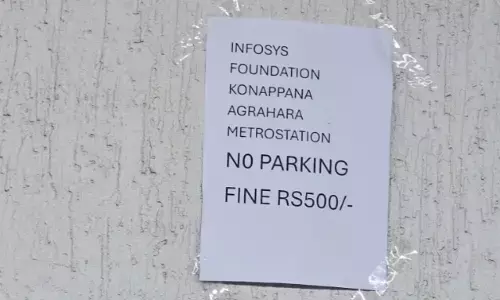 INFOSYS
FOUNDATION
KONAPPANA
AGRAHARA
METROSTATION
N0 PARKING
FINE RS500/-